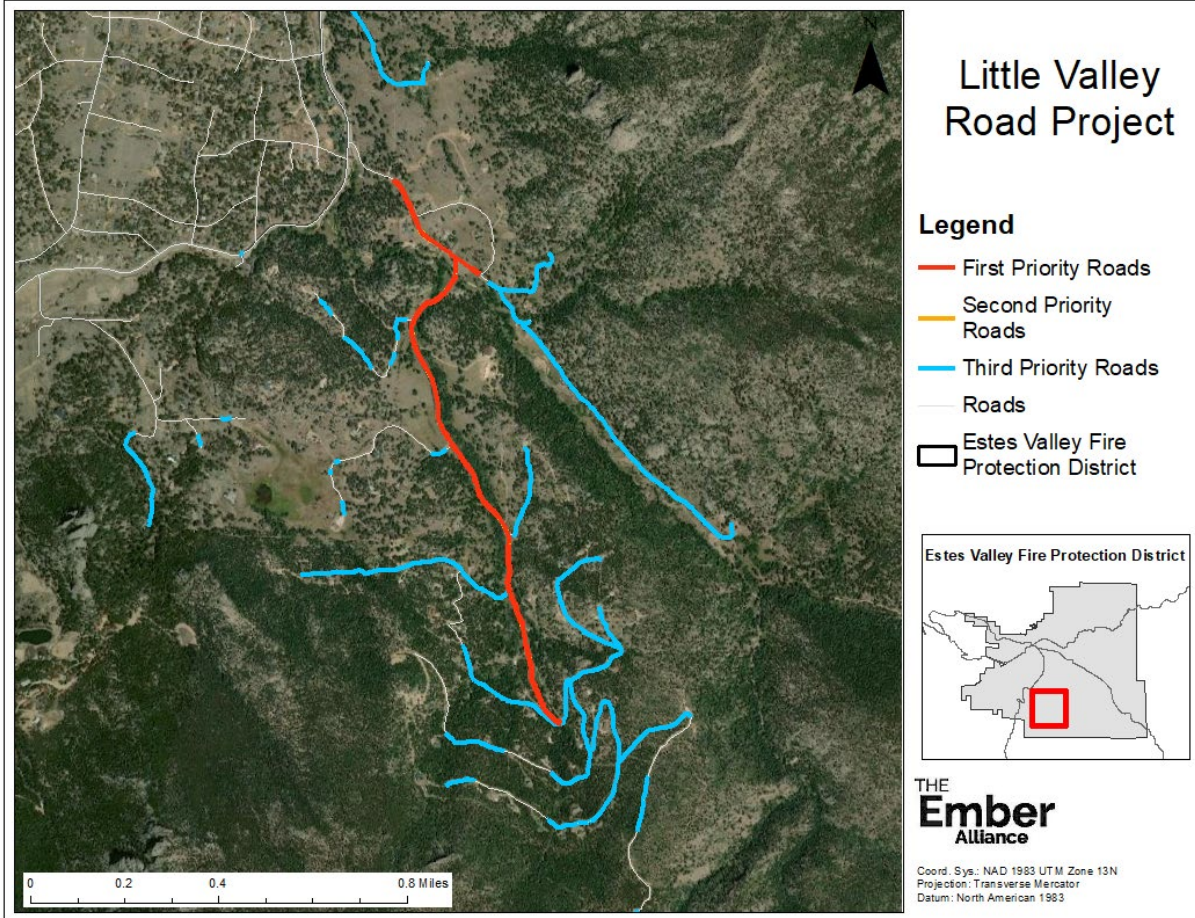 N
Little Valley
Road Project
Legend
First Priority Roads
Second Priority
Roads
Third Priority Roads
Roads
Estes Valley Fire
Protection District
Estes Valley Fire Protection District
THE
Ember
Alliance
Coord. Sys.: NAD 1983 UTM Zone 13N
Projection: Transverse Mercator
Datum: North American 1983
0 0.2 0.4 0.8 Miles